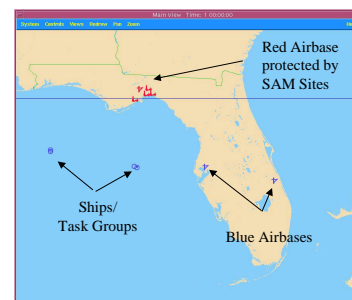 Main View Time: 1 00:00:00
System Controls Views Redraw Pan Zoom
Red Airbase
protected by
SAM Sites
Ships/
Task Groups
Blue Airbases